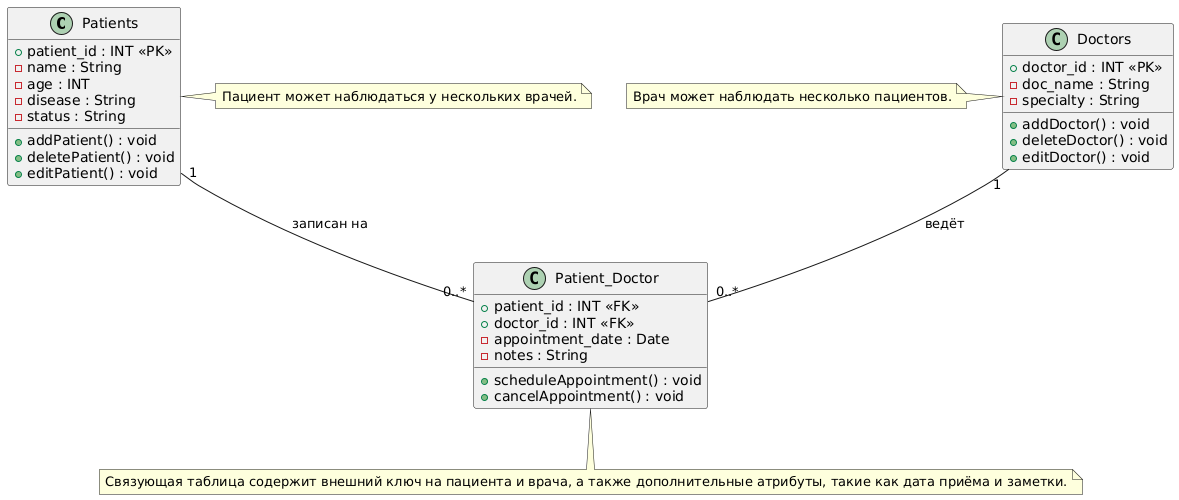 C Patients
patient_id : INT «PK»
name : String
age : INT
disease : String
status : String
addPatient() : void
deletePatient() : void
editPatient() : void
Пациент может наблюдаться у нескольких врачей.
Врач может наблюдать несколько пациентов.
C Doctors
doctor_id : INT «PK»
doc_name : String
specialty : String
addDoctor() : void
deleteDoctor() : void
editDoctor() : void
1
1
записан на
ведёт
0..*
0..*
C Patient_Doctor
patient_id : INT «FK»
doctor_id : INT «FK»
appointment_date : Date
notes : String
scheduleAppointment() : void
cancelAppointment() : void
Связующая таблица содержит внешний ключ на пациента и врача, а также дополнительные атрибуты, такие как дата приёма и заметки.